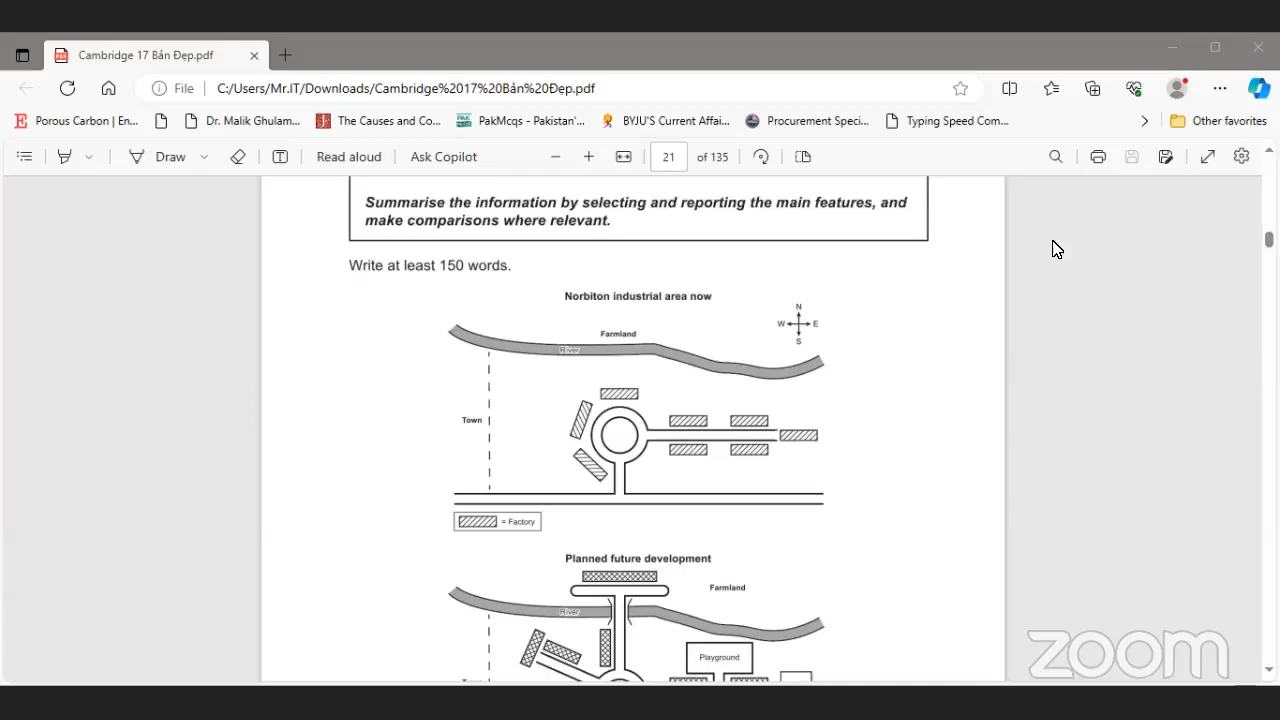 Cambridge 17 Bản Đẹp.pdf
File
C:/Users/Mr.IT/Downloads/Cambridge%2017%20Bản%20Đẹp.pdf
Porous Carbon | En...
Dr. Malik Ghulam...
The Causes and Co...
PakMcqs - Pakistan'...
BYJU'S Current Affai...
Procurement Speci...
Typing Speed Com...
Other favorites
Draw
Read aloud
Ask Copilot
21
of 135
Summarise the information by selecting and reporting the main features, and
make comparisons where relevant.
Write at least 150 words.
Norbiton industrial area now
N
W E
S
Farmland
River
Town
= Factory
Planned future development
Farmland
River
Playground
zoom